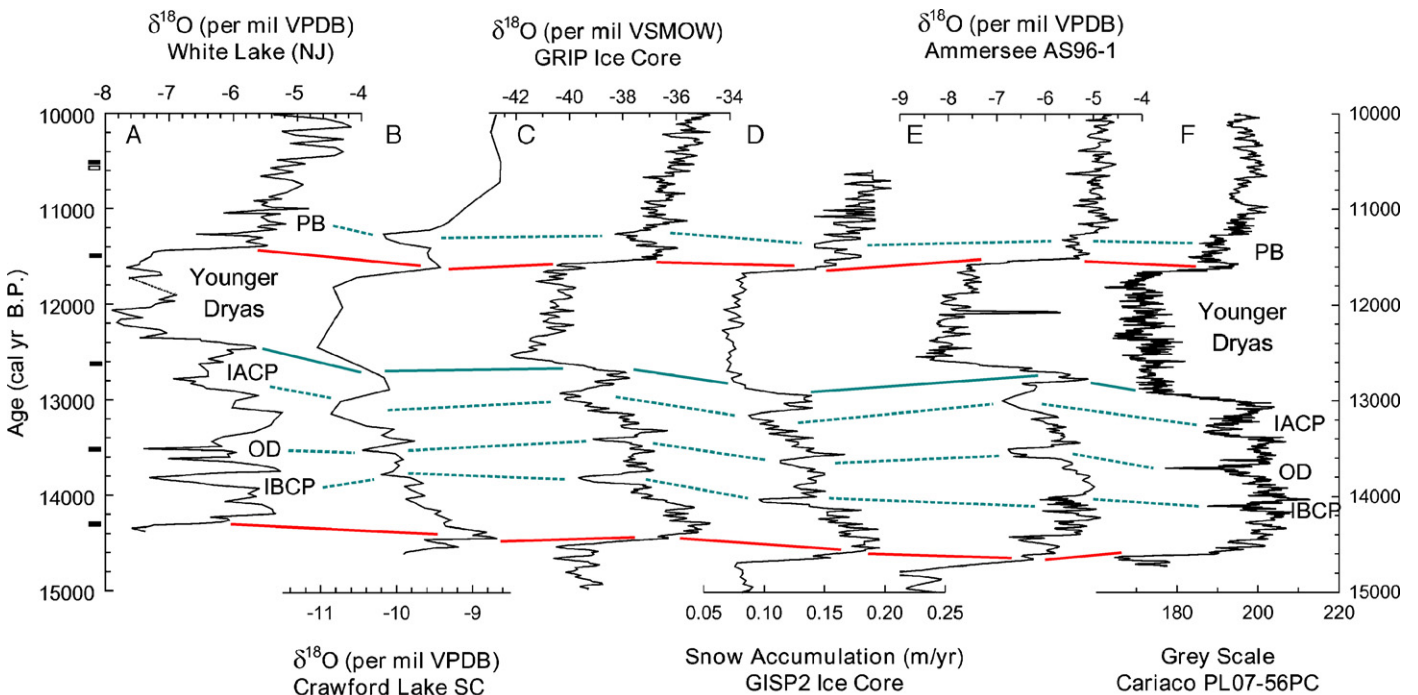 δ18O (per mil VPDB)
White Lake (NJ)
δ18O (per mil VSMOW)
GRIP Ice Core
δ18O (per mil VPDB)
Ammersee AS96-1
-8 -7 -6 -5 -4
-42 -40 -38 -36 -34
-9 -8 -7 -6 -5 -4
A B C D E F
Age (cal yr B.P.)
10000
11000
12000
13000
14000
15000
10000
11000
12000
13000
14000
15000
PB
Younger
Dryas
IACP
OD
IBCP
PB
Younger
Dryas
IACP
OD
IBCP
-11 -10 -9
0.05 0.10 0.15 0.20 0.25
180 200 220
δ18O (per mil VPDB)
Crawford Lake SC
Snow Accumulation (m/yr)
GISP2 Ice Core
Grey Scale
Cariaco PL07-56PC